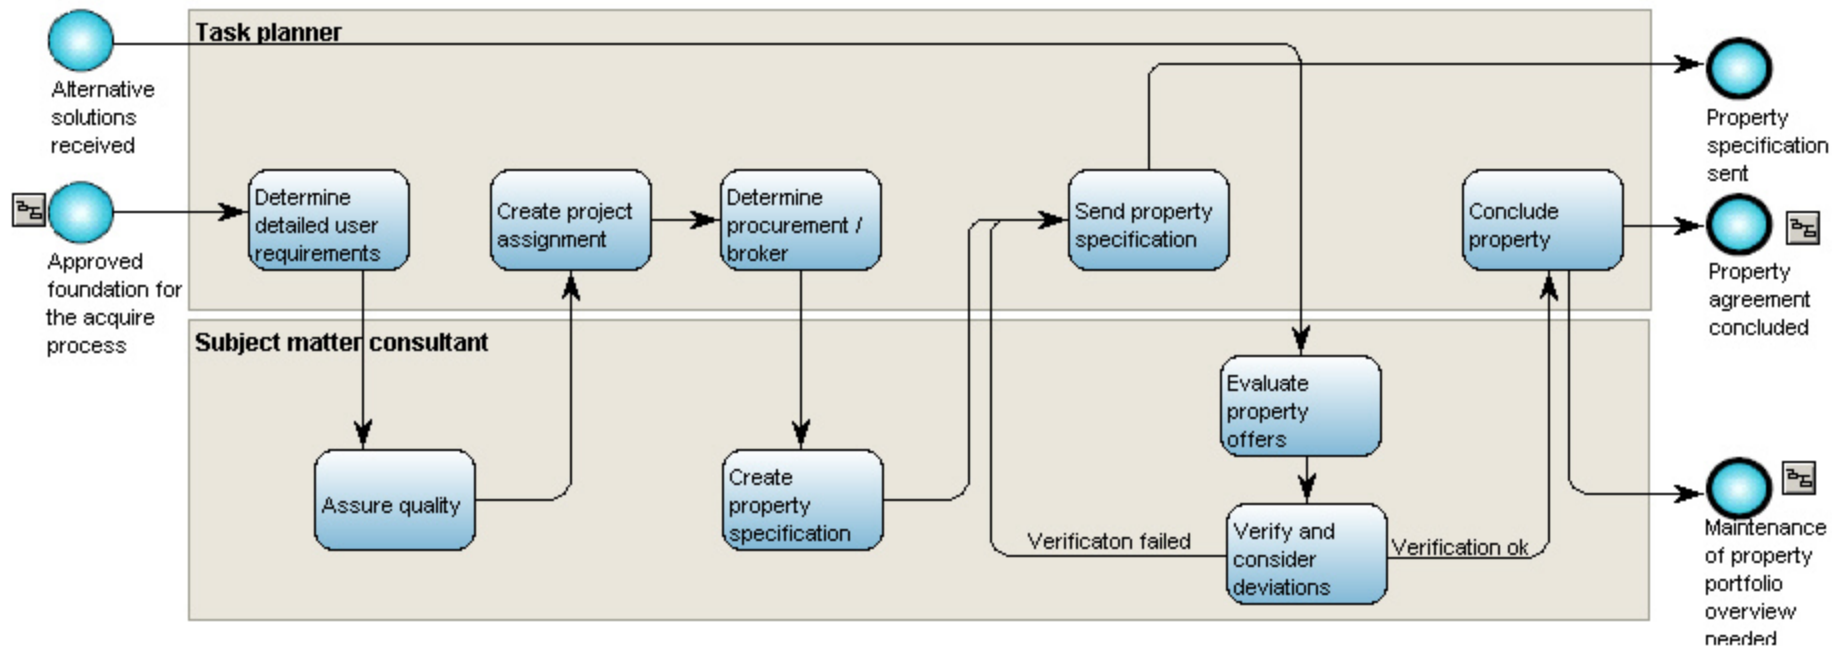 Task planner
Alternative
solutions
received
Property
specification
sent
Determine
detailed user
requirements
Create project
assignment
Determine
procurement /
broker
Send property
specification
Conclude
property
Approved
foundation for
the acquire
process
Property
agreement
concluded
Subject matter consultant
Evaluate
property
offers
Assure quality
Create
property
specification
Verificaton failed
Verify and
consider
deviations
Verification ok
Maintenance
of property
portfolio
overview
needed